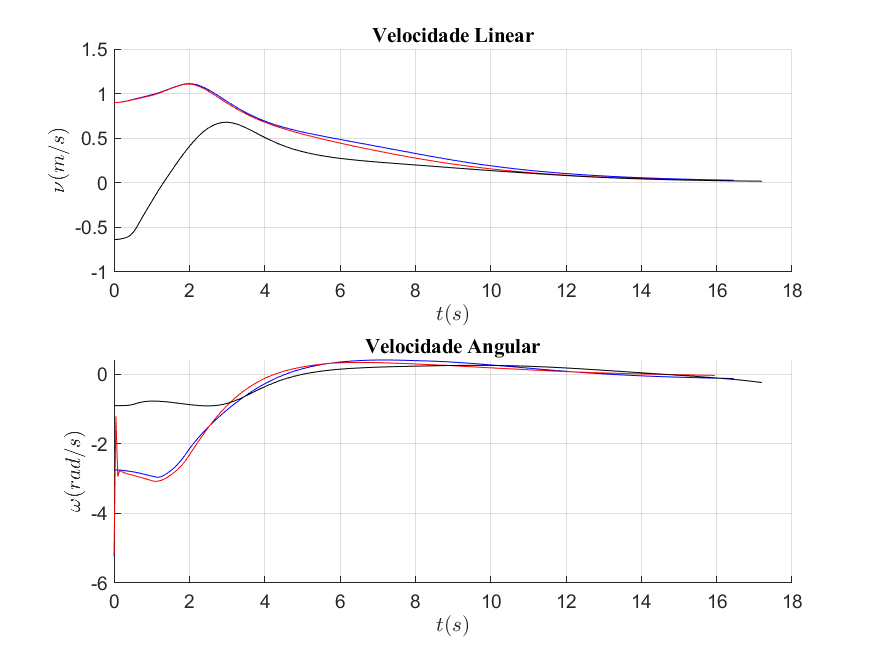 Velocidade Linear
1.5
1
0.5
0
-0.5
-1
ν(m/s)
0 2 4 6 8 10 12 14 16 18
t(s)
Velocidade Angular
0
-2
-4
-6
ω(rad/s)
0 2 4 6 8 10 12 14 16 18
t(s)